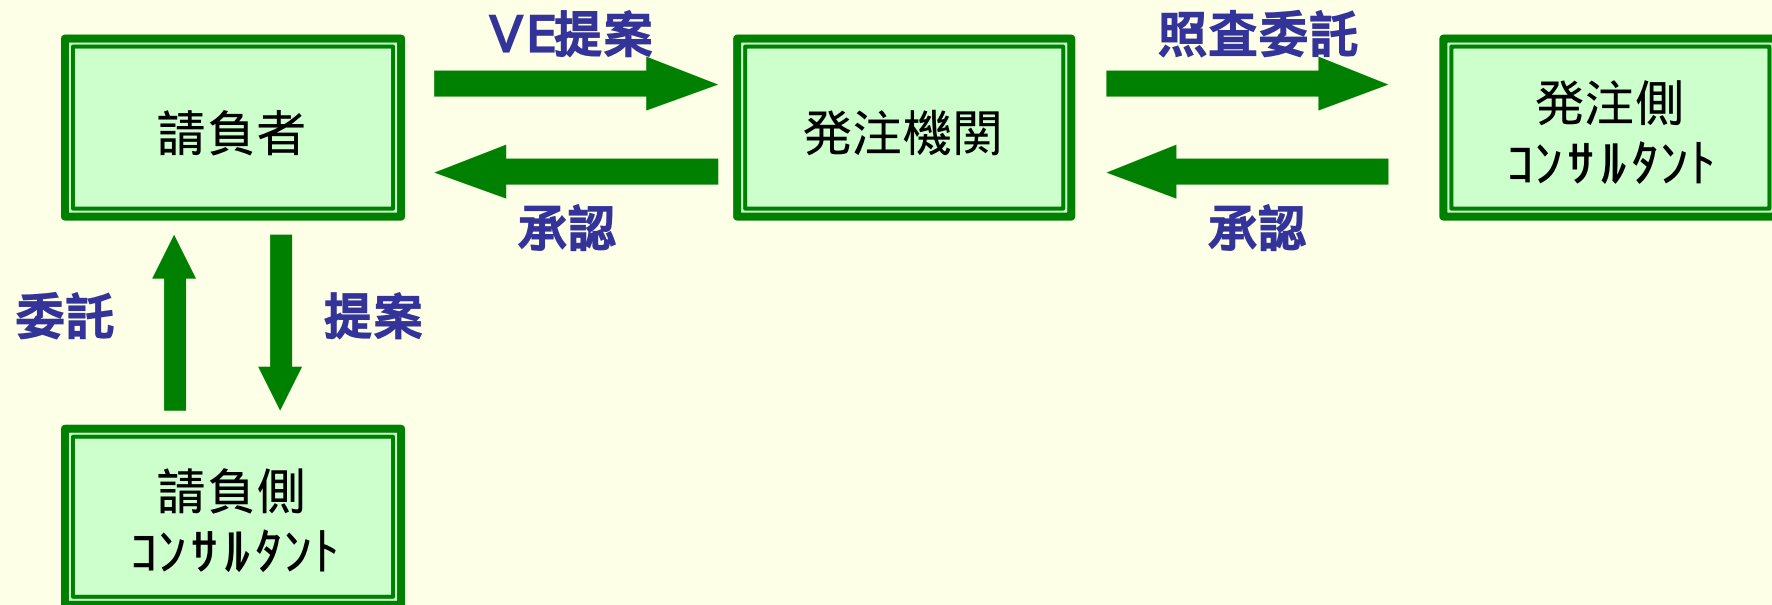 VE提案
照査委託
請負者
発注機関
発注側
コンサルタント
承認
承認
委託
提案
請負側
コンサルタント